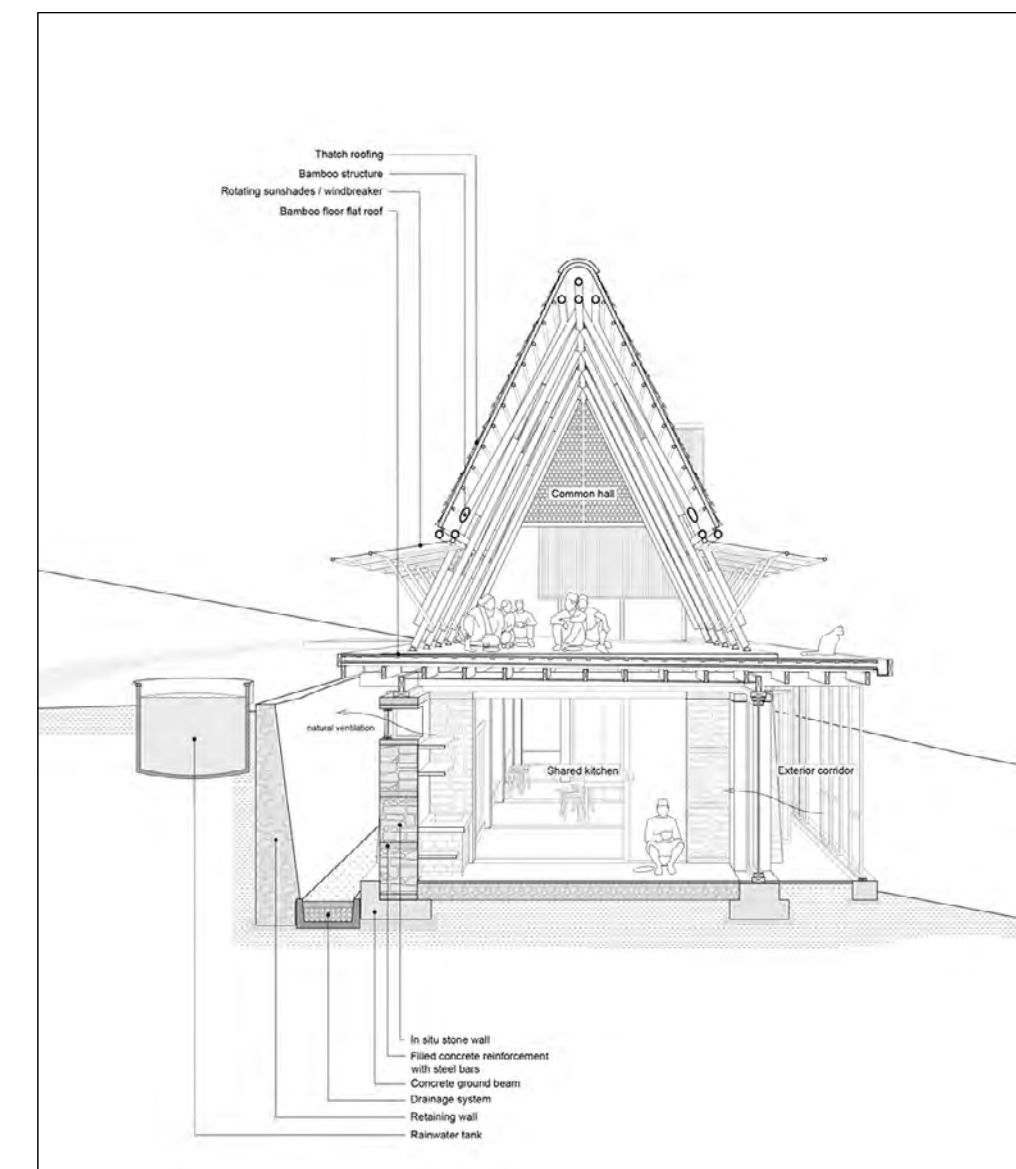 Thatch roofing
Bamboo structure
Rotating sunshades / windbreaker
Bamboo floor flat roof
Common hall
natural ventilation
Shared kitchen
Exterior corridor
In situ stone wall
Filled concrete reinforcement
with steel bars
Concrete ground beam
Drainage system
Retaining wall
Rainwater tank